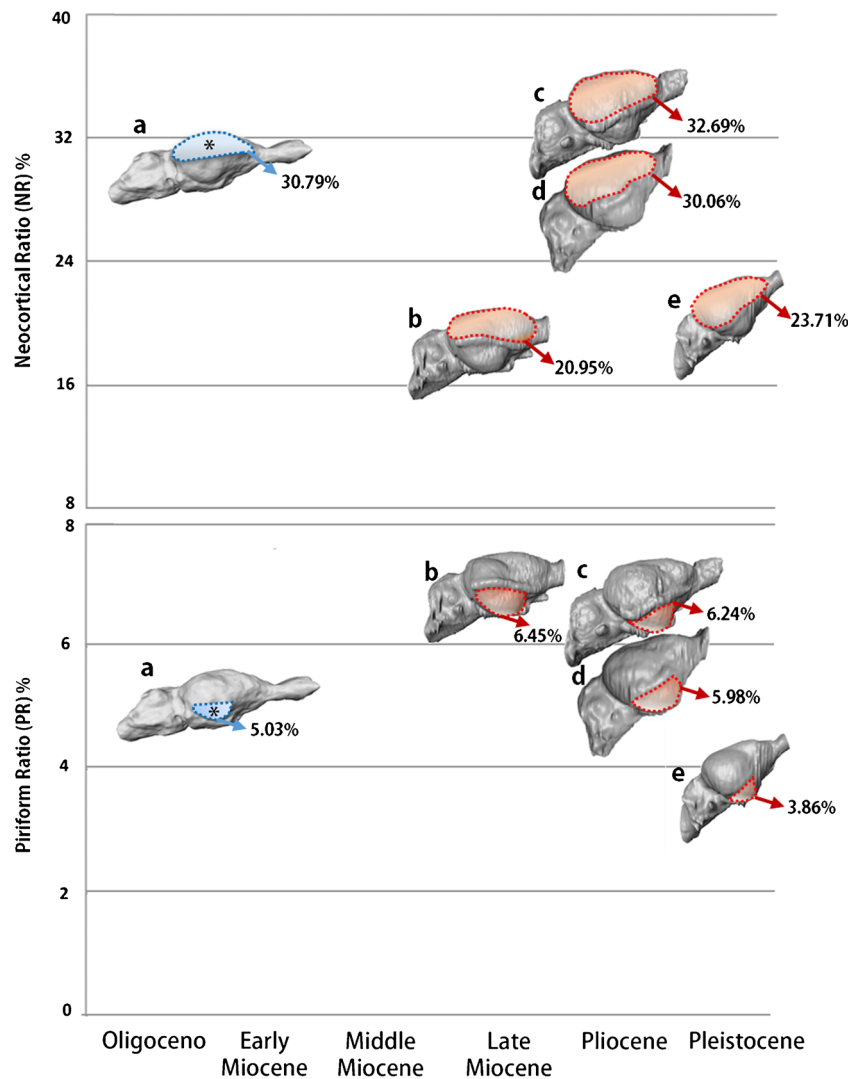 40
32
24
16
8
Neocortical Ratio (NR) %
a
*
30.79%
b
20.95%
c
32.69%
d
30.06%
e
23.71%
8
6
4
2
0
Piriform Ratio (PR) %
a
*
5.03%
b
6.45%
c
6.24%
d
5.98%
e
3.86%
Oligoceno
Early
Miocene
Middle
Miocene
Late
Miocene
Pliocene
Pleistocene